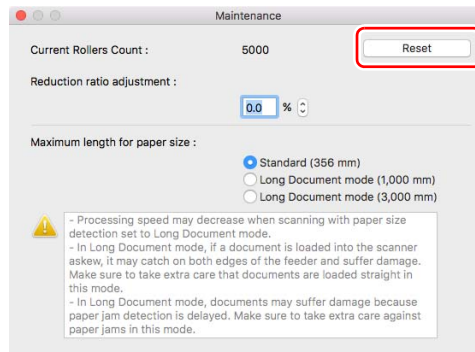 Maintenance
Current Rollers Count : 5000 Reset
Reduction ratio adjustment :
0.0 %
Maximum length for paper size :
Standard (356 mm)
Long Document mode (1,000 mm)
Long Document mode (3,000 mm)
- Processing speed may decrease when scanning with paper size
detection set to Long Document mode.
- In Long Document mode, if a document is loaded into the scanner
askew, it may catch on both edges of the feeder and suffer damage.
Make sure to take extra care that documents are loaded straight in
this mode.
- In Long Document mode, documents may suffer damage because
paper jam detection is delayed. Make sure to take extra care against
paper jams in this mode.